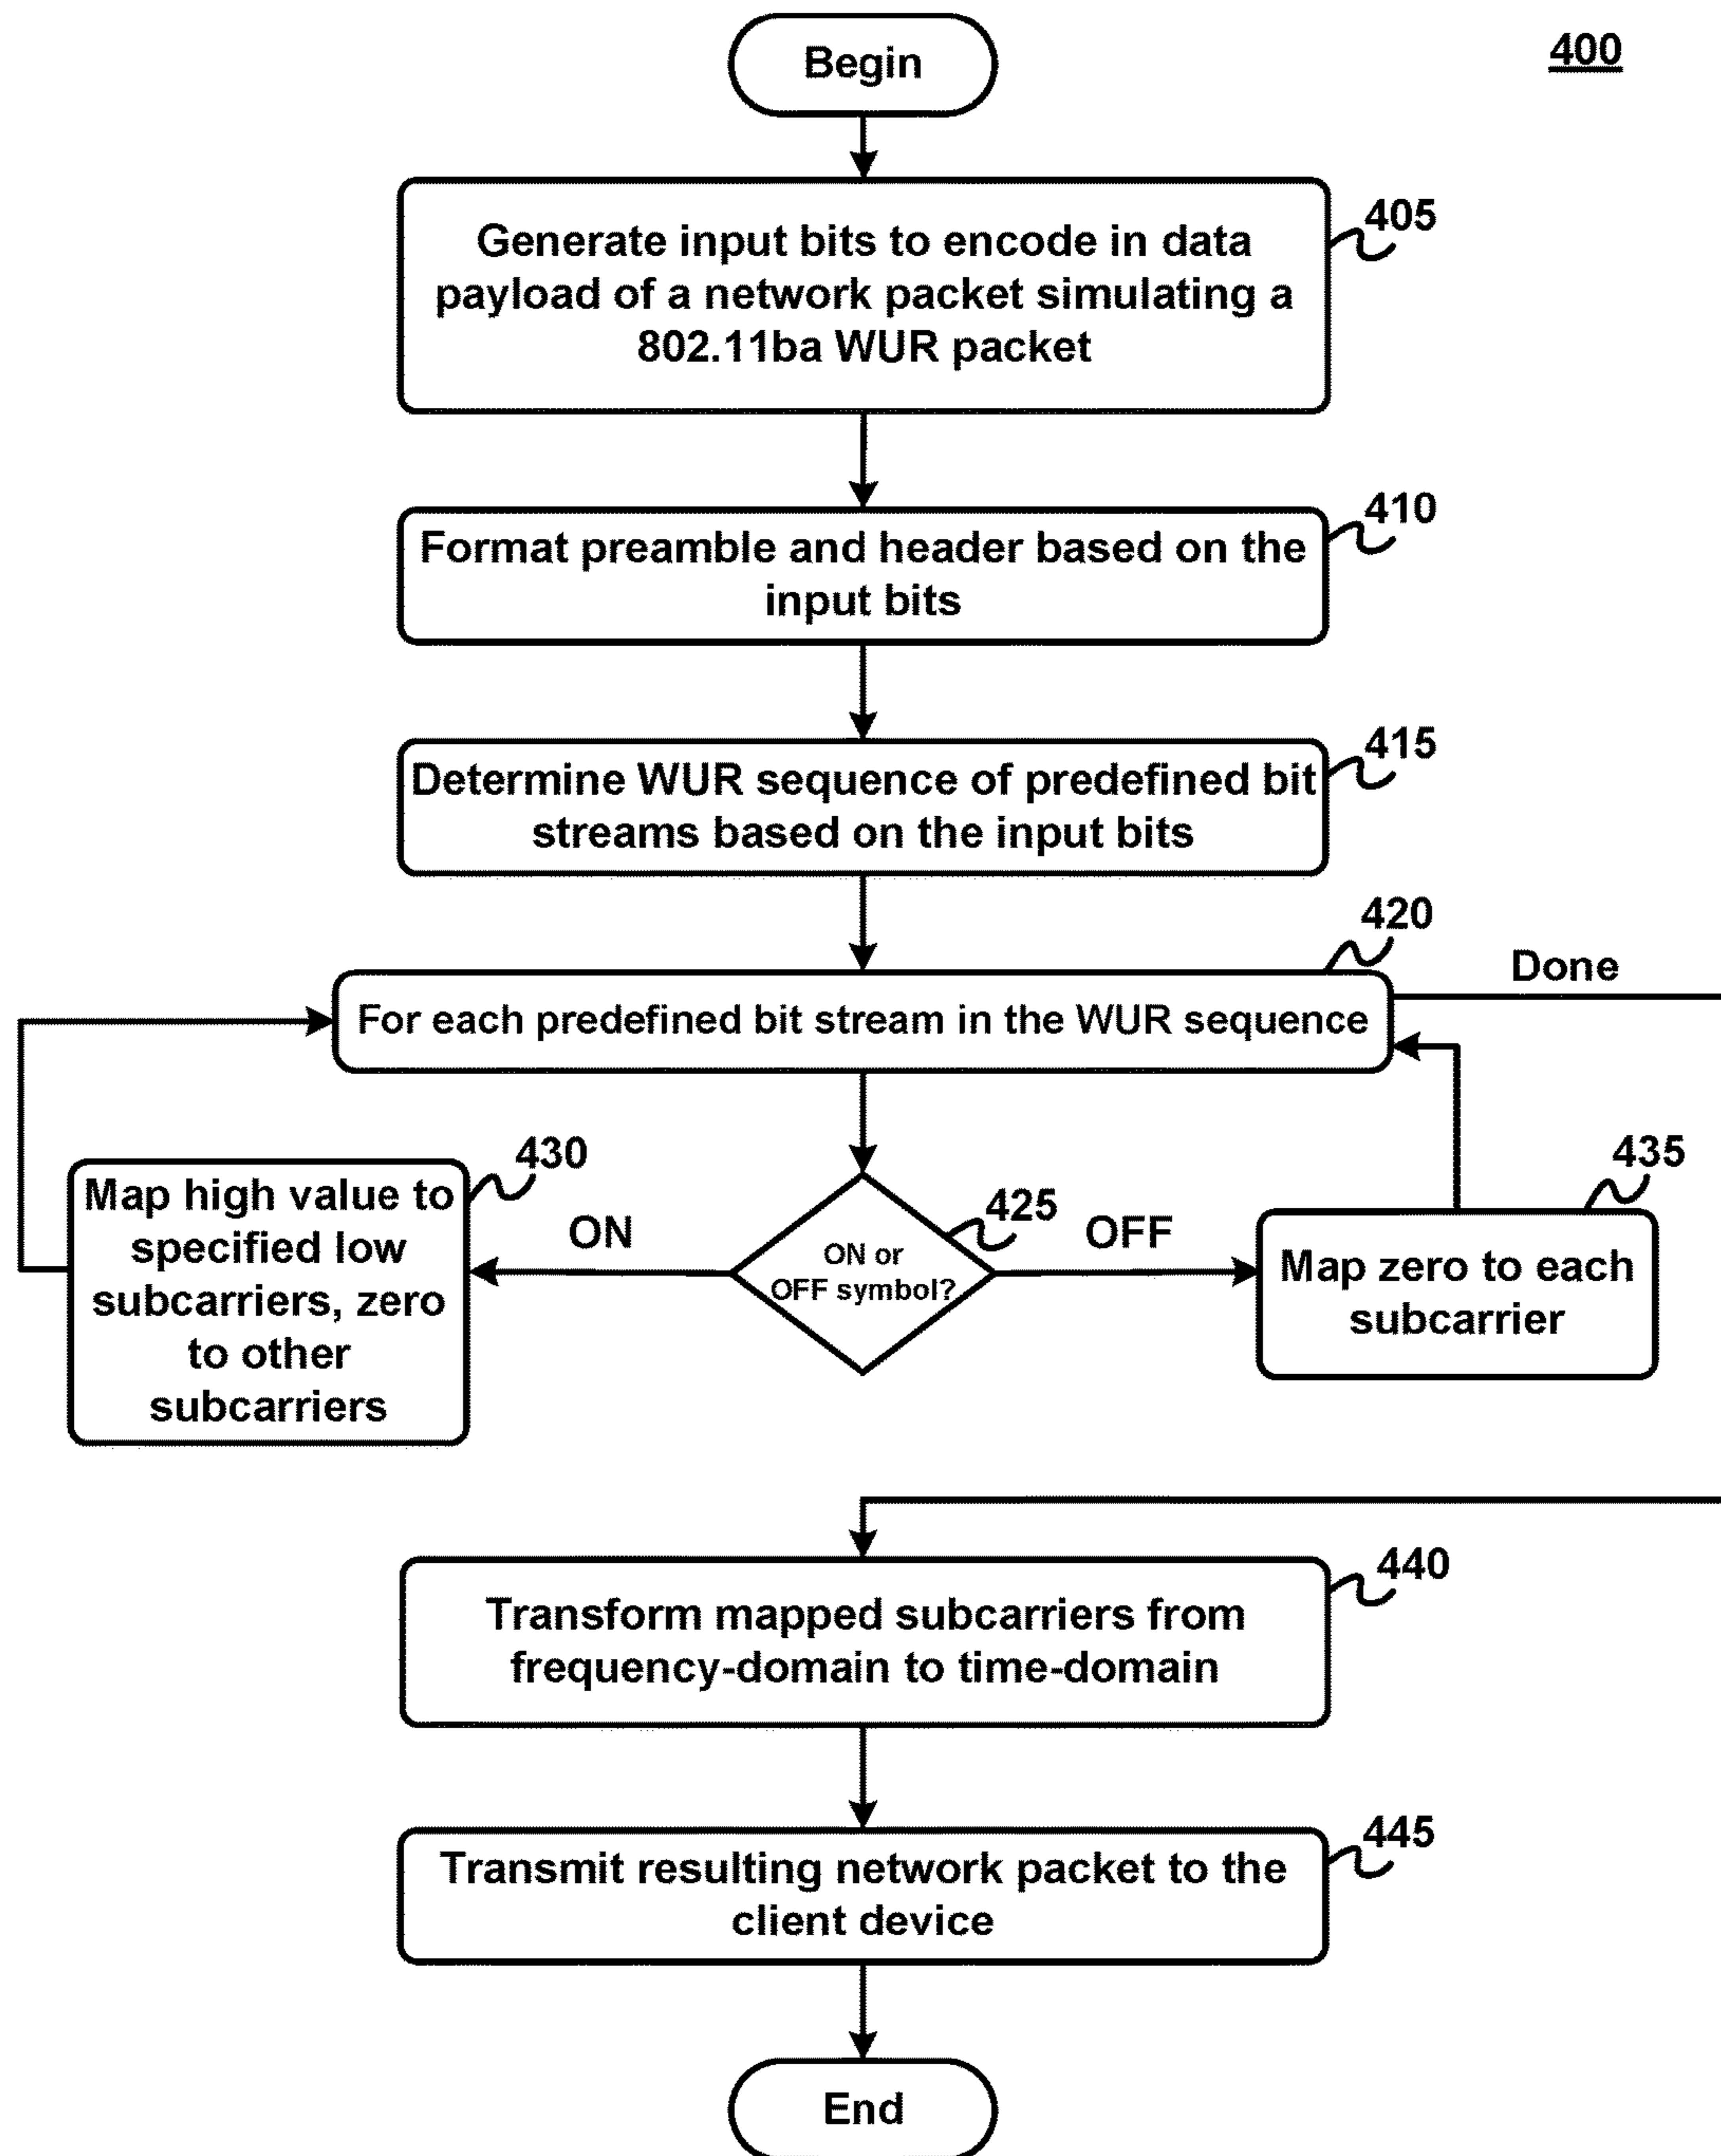 Begin
400
Generate input bits to encode in data
payload of a network packet simulating a
802.11ba WUR packet
405
Format preamble and header based on the
input bits
410
Determine WUR sequence of predefined bit
streams based on the input bits
415
420
Done
For each predefined bit stream in the WUR sequence
430
Map high value to
specified low
subcarriers, zero
to other
subcarriers
ON
425
ON or
OFF symbol?
OFF
435
Map zero to each
subcarrier
440
Transform mapped subcarriers from
frequency-domain to time-domain
445
Transmit resulting network packet to the
client device
End